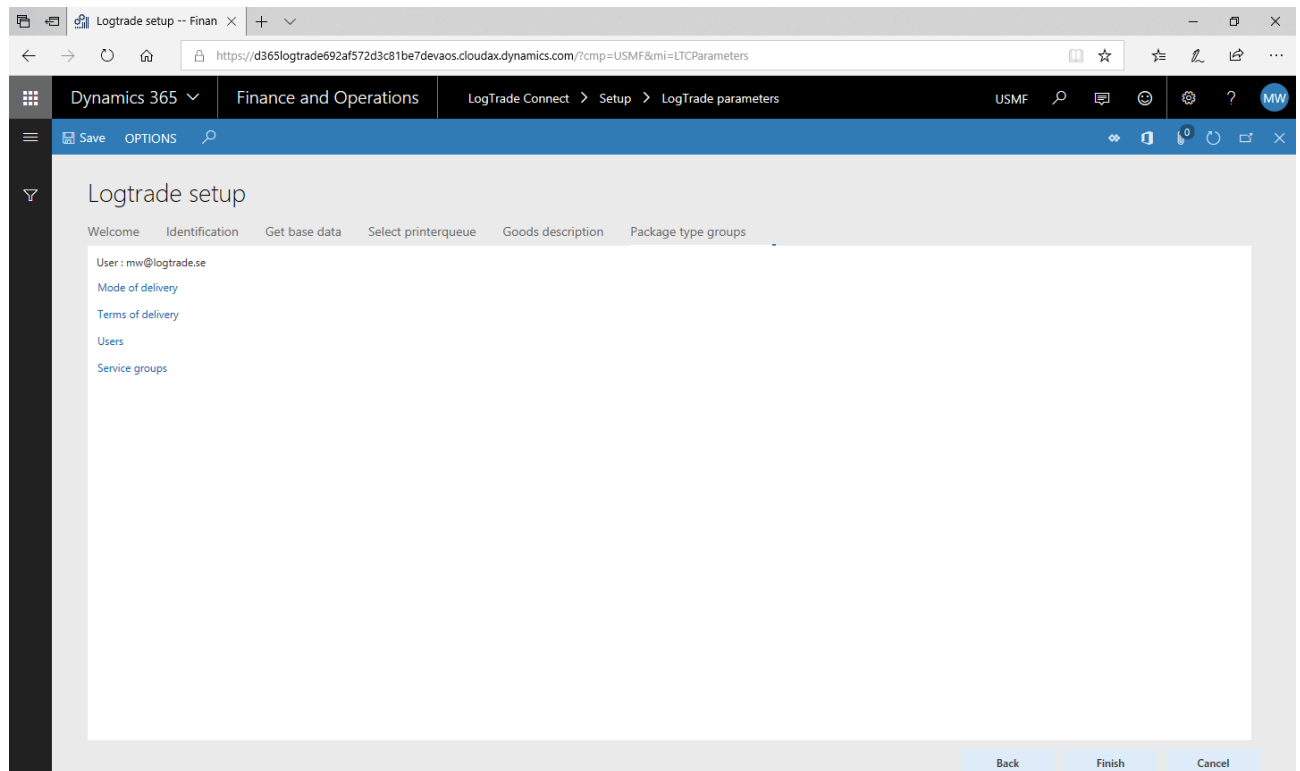 Logtrade setup -- Finan
https://d365logtrade692af572d3c81be7devaos.cloudax.dynamics.com/?cmp=USMF&mi=LTCParameters
Dynamics 365 Finance and Operations LogTrade Connect > Setup > LogTrade parameters USMF ? MW
Save OPTIONS 0
Logtrade setup
Welcome Identification Get base data Select printerqueue Goods description Package type groups
User : mw@logtrade.se
Mode of delivery
Terms of delivery
Users
Service groups
Back Finish Cancel